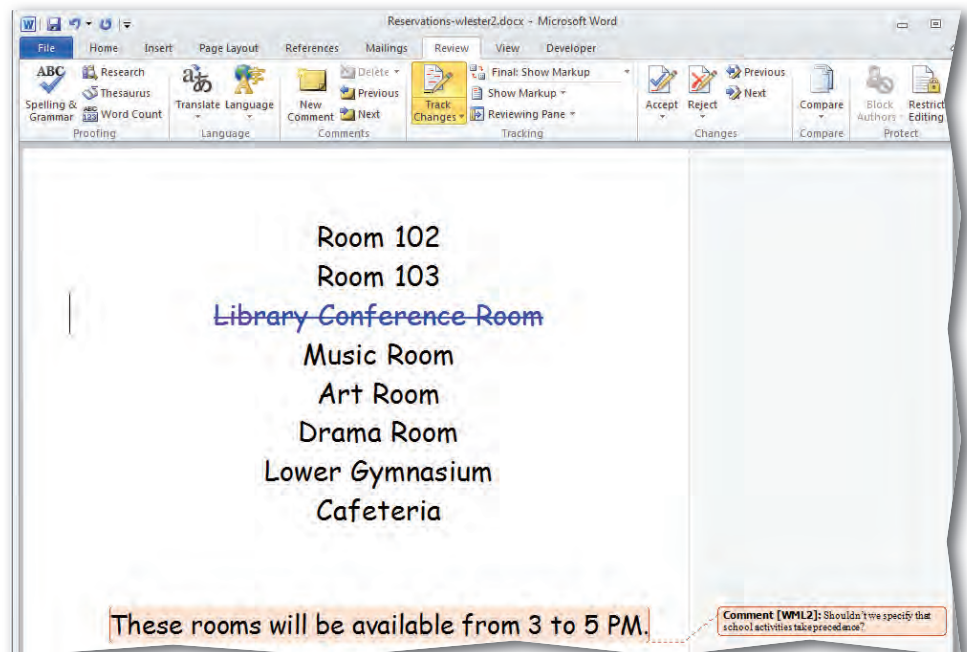 Reservations-wlester2.docx - Microsoft Word
File Home Insert Page Layout References Mailings Review View Developer
ABC Research
Thesaurus
Spelling & Grammar
ABC 123 Word Count
Proofing
Translate Language
Language
New Comment
Delete
Previous
Next
Comments
Track Changes
Final: Show Markup
Show Markup
Reviewing Pane
Tracking
Accept Reject
Previous
Next
Changes
Compare
Compare
Block Authors
Restrict Editing
Protect
Room 102
Room 103
Library Conference Room
Music Room
Art Room
Drama Room
Lower Gymnasium
Cafeteria
These rooms will be available from 3 to 5 PM.
Comment [WML2]: Shouldn't we specify that
school activities take precedence?